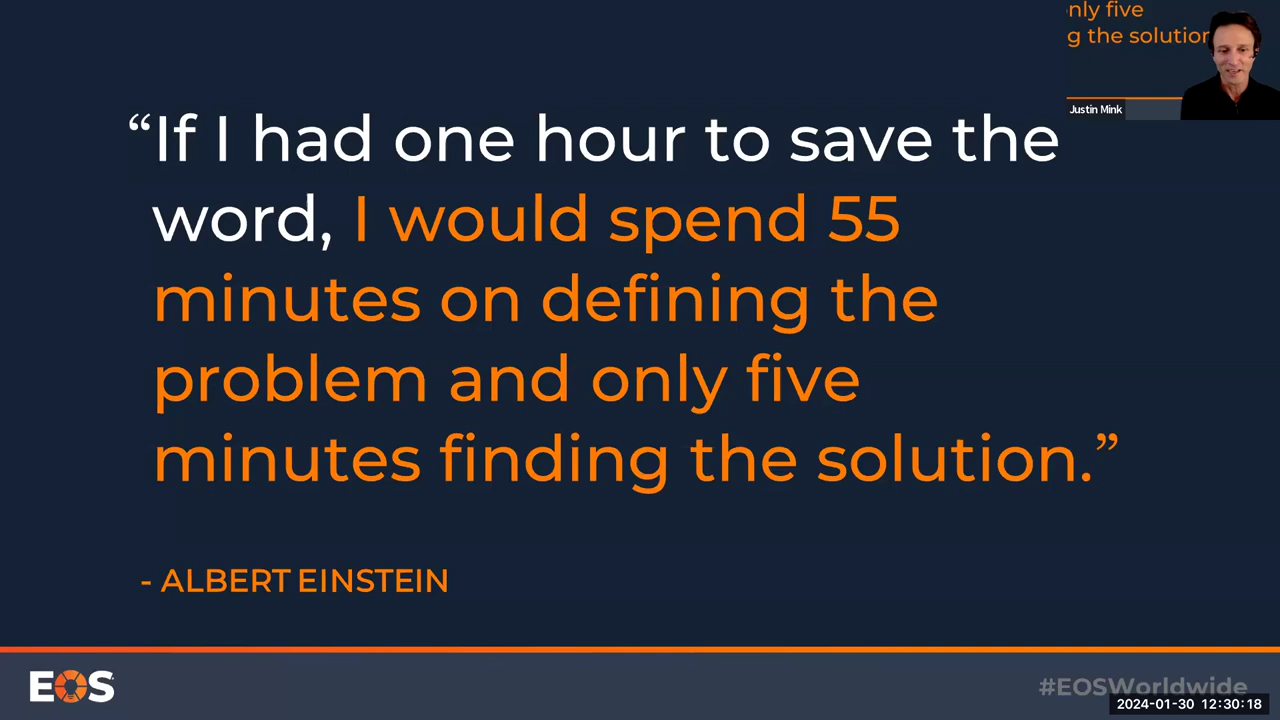 nly five
g the solution
Justin Mink
“If I had one hour to save the
word, I would spend 55
minutes on defining the
problem and only five
minutes finding the solution.”
- ALBERT EINSTEIN
EOS
#EOSWorldwide
2024-01-30 12:30:18